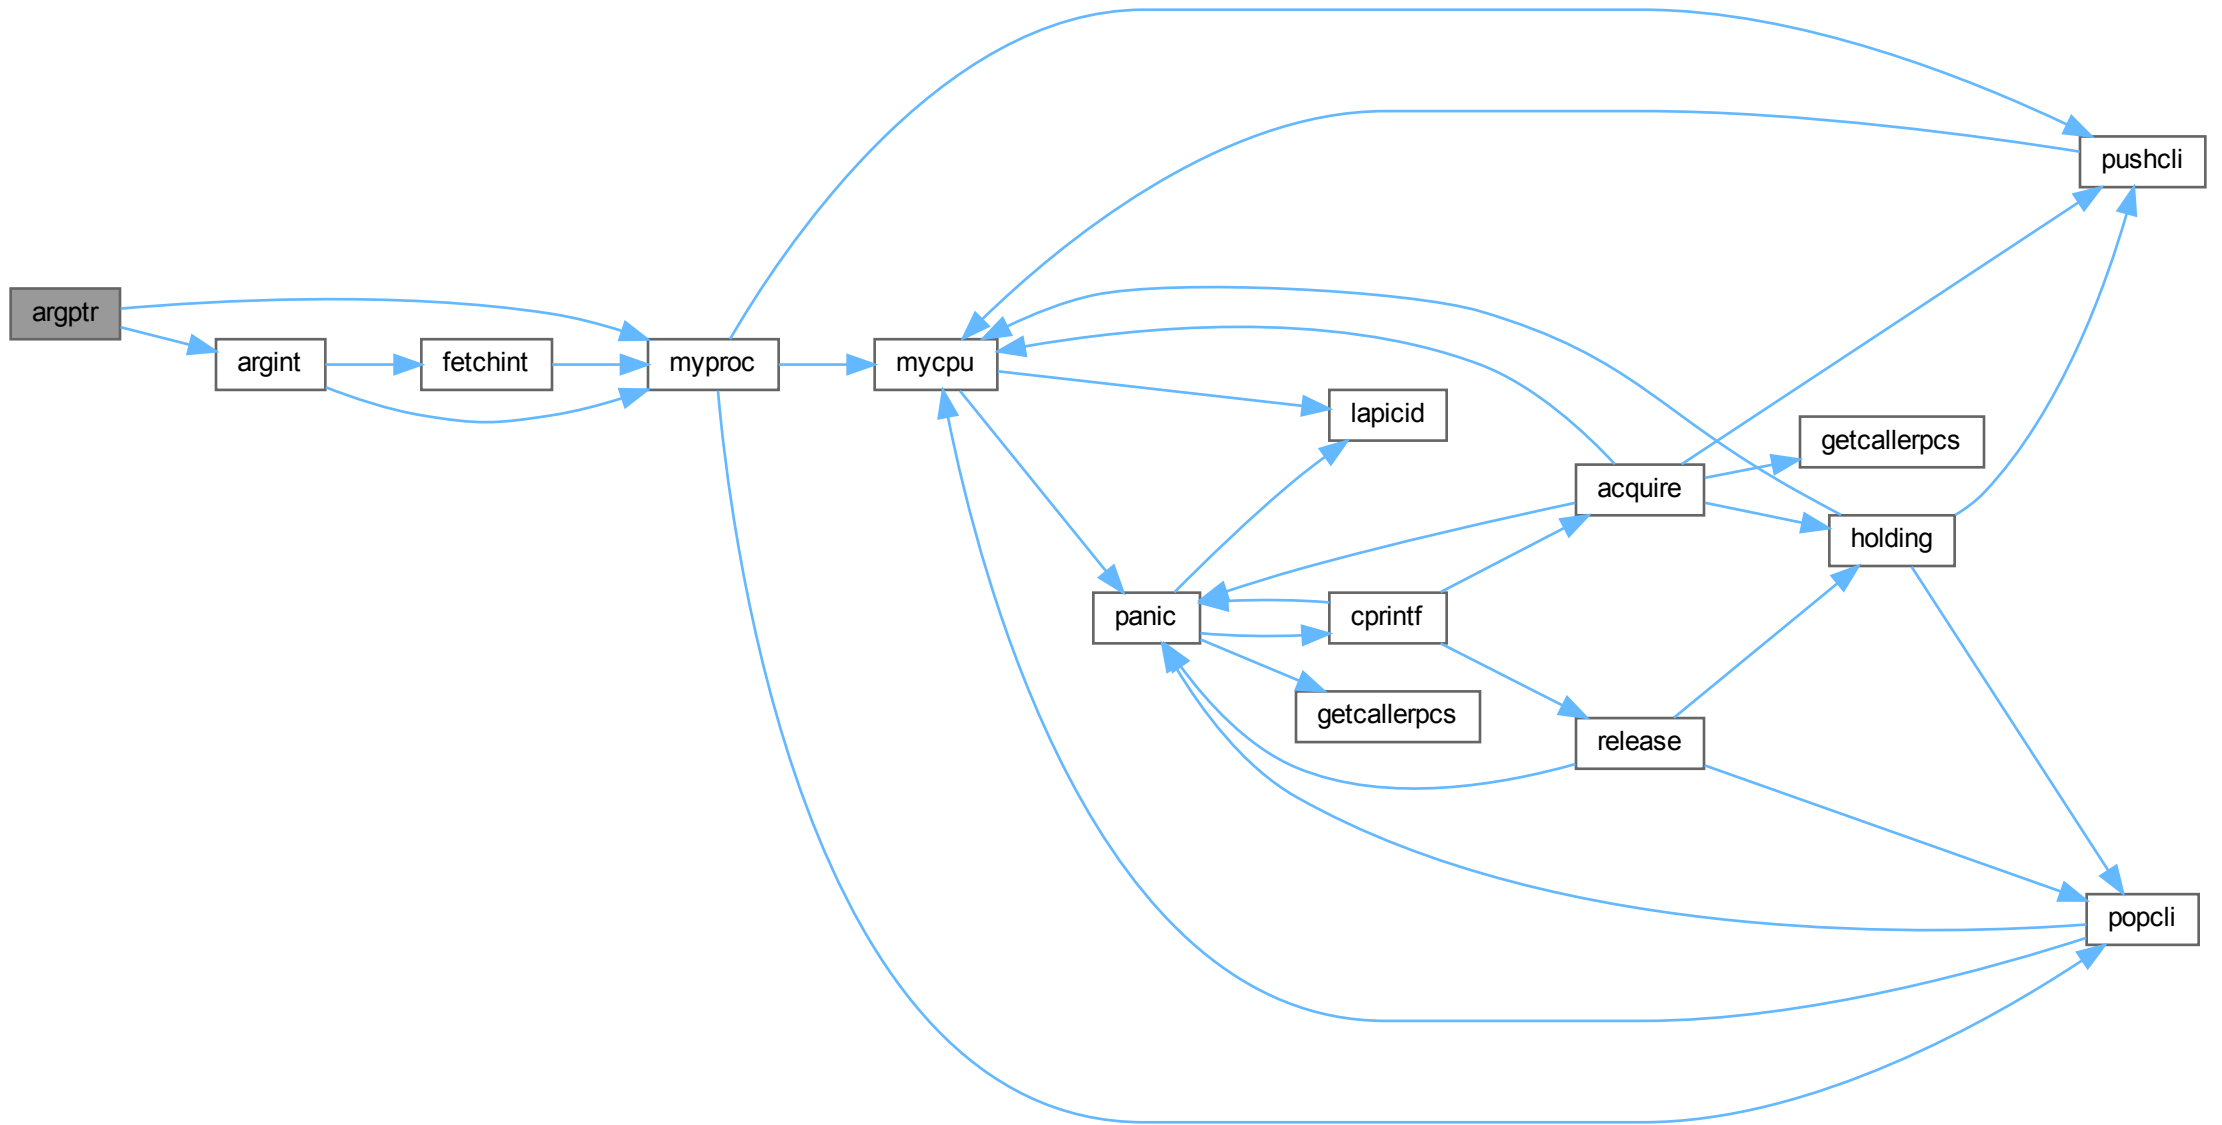 argptr
argint
fetchint
myproc
mycpu
lapicid
panic
cprintf
getcallerpcs
acquire
release
getcallerpcs
holding
pushcli
popcli